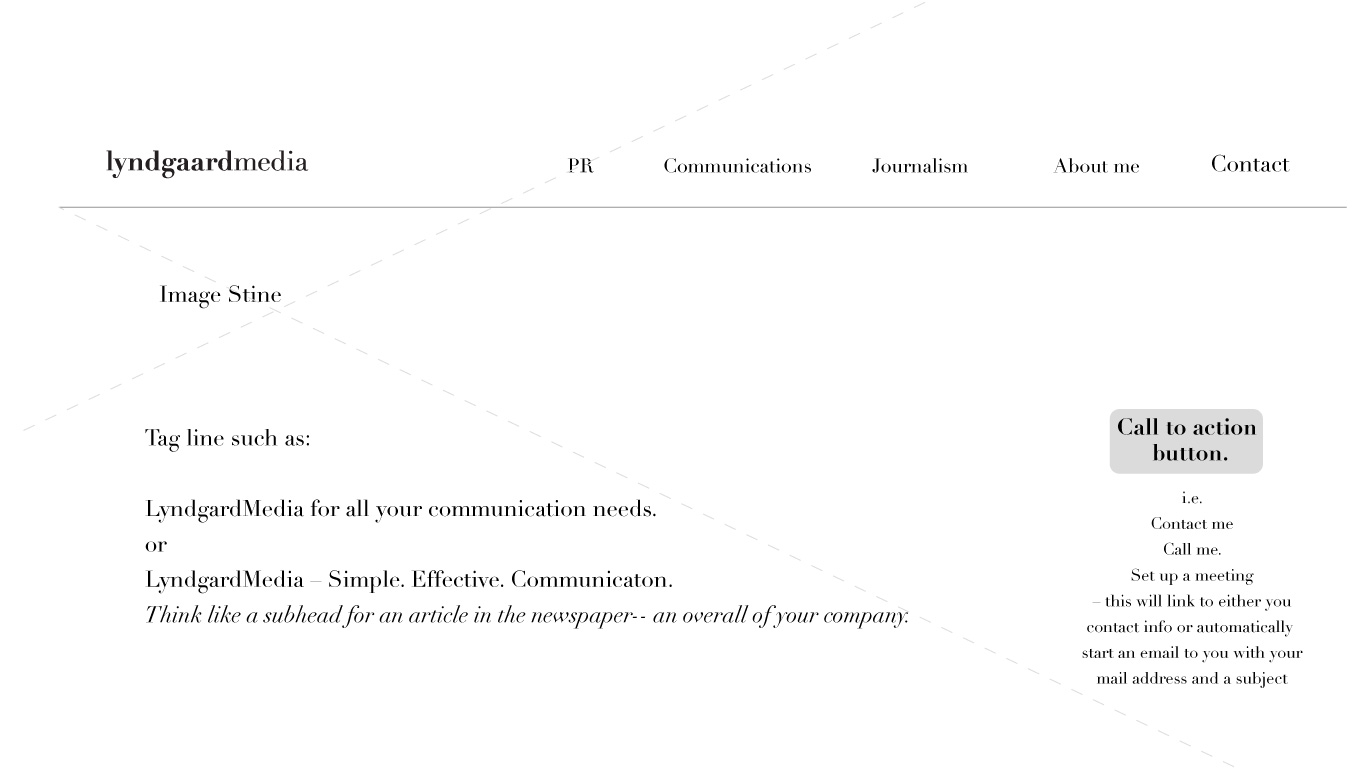 lyndgaardmedia PR Communications Journalism About me Contact
Image Stine
Tag line such as:
LyndgardMedia for all your communication needs.
or
LyndgardMedia – Simple. Effective. Communicaton.
Think like a subhead for an article in the newspaper-- an overall of your company.
Call to action
button.
i.e.
Contact me
Call me.
Set up a meeting
– this will link to either you
contact info or automatically
start an email to you with your
mail address and a subject